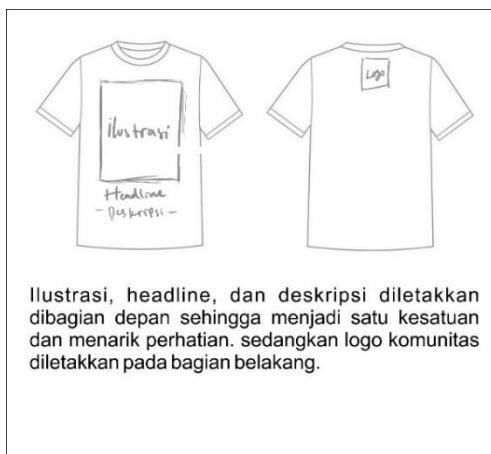 ilustrasi
Headline
- Deskripsi -
Logo
Ilustrasi, headline, dan deskripsi diletakkan
dibagian depan sehingga menjadi satu kesatuan
dan menarik perhatian. sedangkan logo komunitas
diletakkan pada bagian belakang.